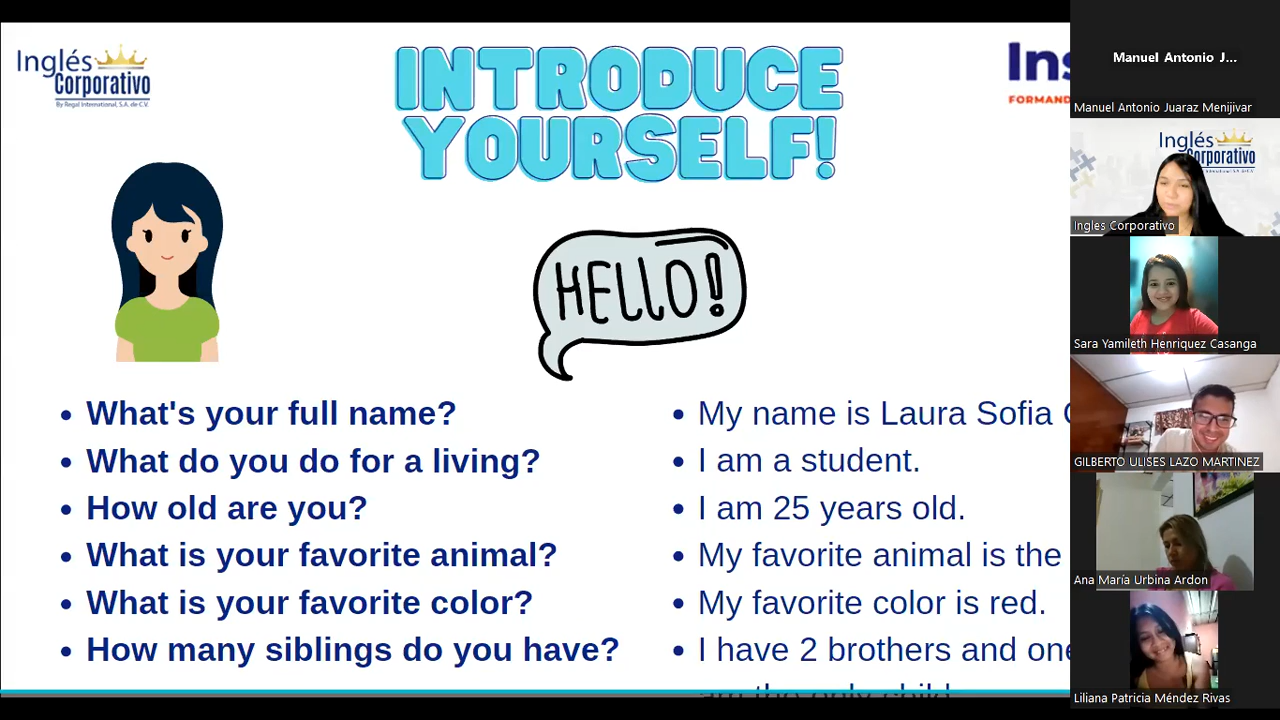 Inglés
Corporativo
By Regal International, S.A. de C.V.
INTRODUCE
YOURSELF!
FORMAND
HELLO!
What's your full name?
What do you do for a living?
How old are you?
What is your favorite animal?
What is your favorite color?
How many siblings do you have?
My name is Laura Sofia
I am a student.
I am 25 years old.
My favorite animal is the
My favorite color is red.
I have 2 brothers and one
am the only child
Manuel Antonio J...
Manuel Antonio Juaraz Menijivar
Inglés
Corporativo
Ingles Corporativo
Sara Yamileth Henriquez Casanga
GILBERTO ULISES LAZO MARTINEZ
Ana María Urbina Ardon
Liliana Patricia Méndez Rivas